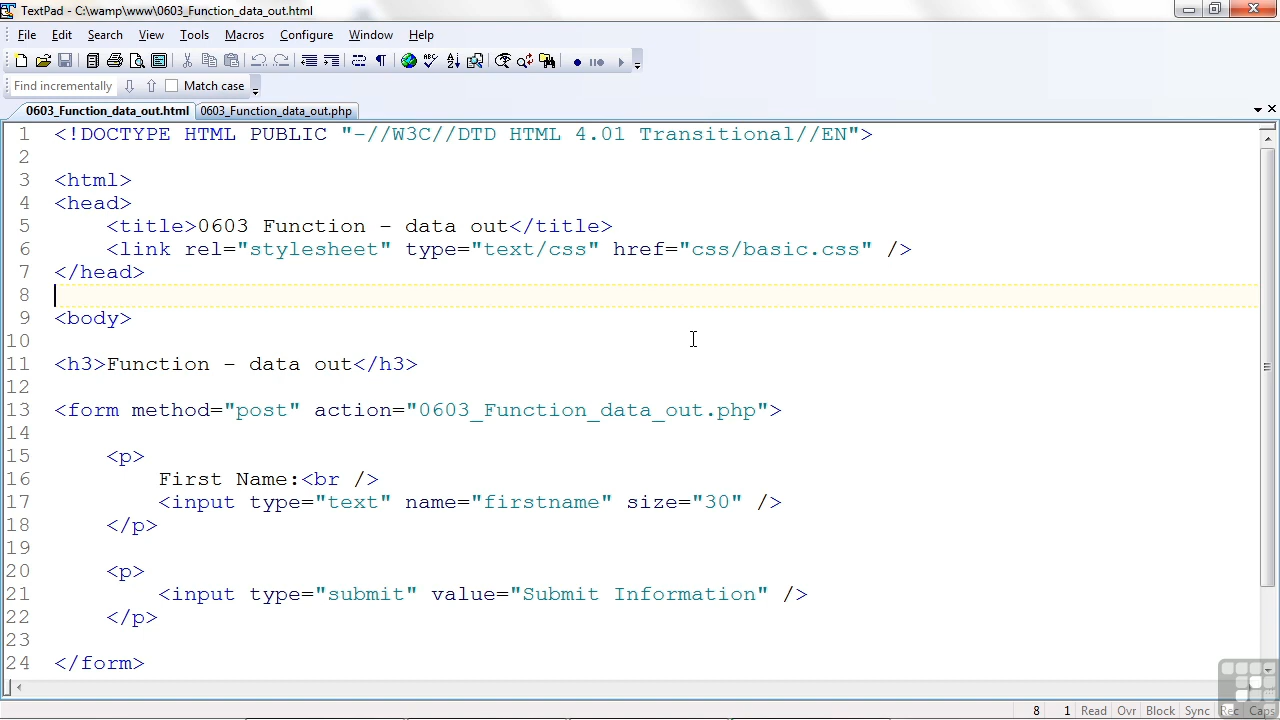 TextPad - C:\wamp\www\0603_Function_data_out.html
File Edit Search View Tools Macros Configure Window Help
Find incrementally Match case
0603_Function_data_out.html 0603_Function_data_out.php
1 <!DOCTYPE HTML PUBLIC "-//W3C//DTD HTML 4.01 Transitional//EN">
2
3 <html>
4 <head>
5 <title>0603 Function - data out</title>
6 <link rel="stylesheet" type="text/css" href="css/basic.css" />
7 </head>
8
9 <body>
10
11 <h3>Function - data out</h3>
12
13 <form method="post" action="0603_Function_data_out.php">
14
15 <p>
16 First Name:<br />
17 <input type="text" name="firstname" size="30" />
18 </p>
19
20 <p>
21 <input type="submit" value="Submit Information" />
22 </p>
23
24 </form>
8 1 Read Ovr Block Sync Rec Caps